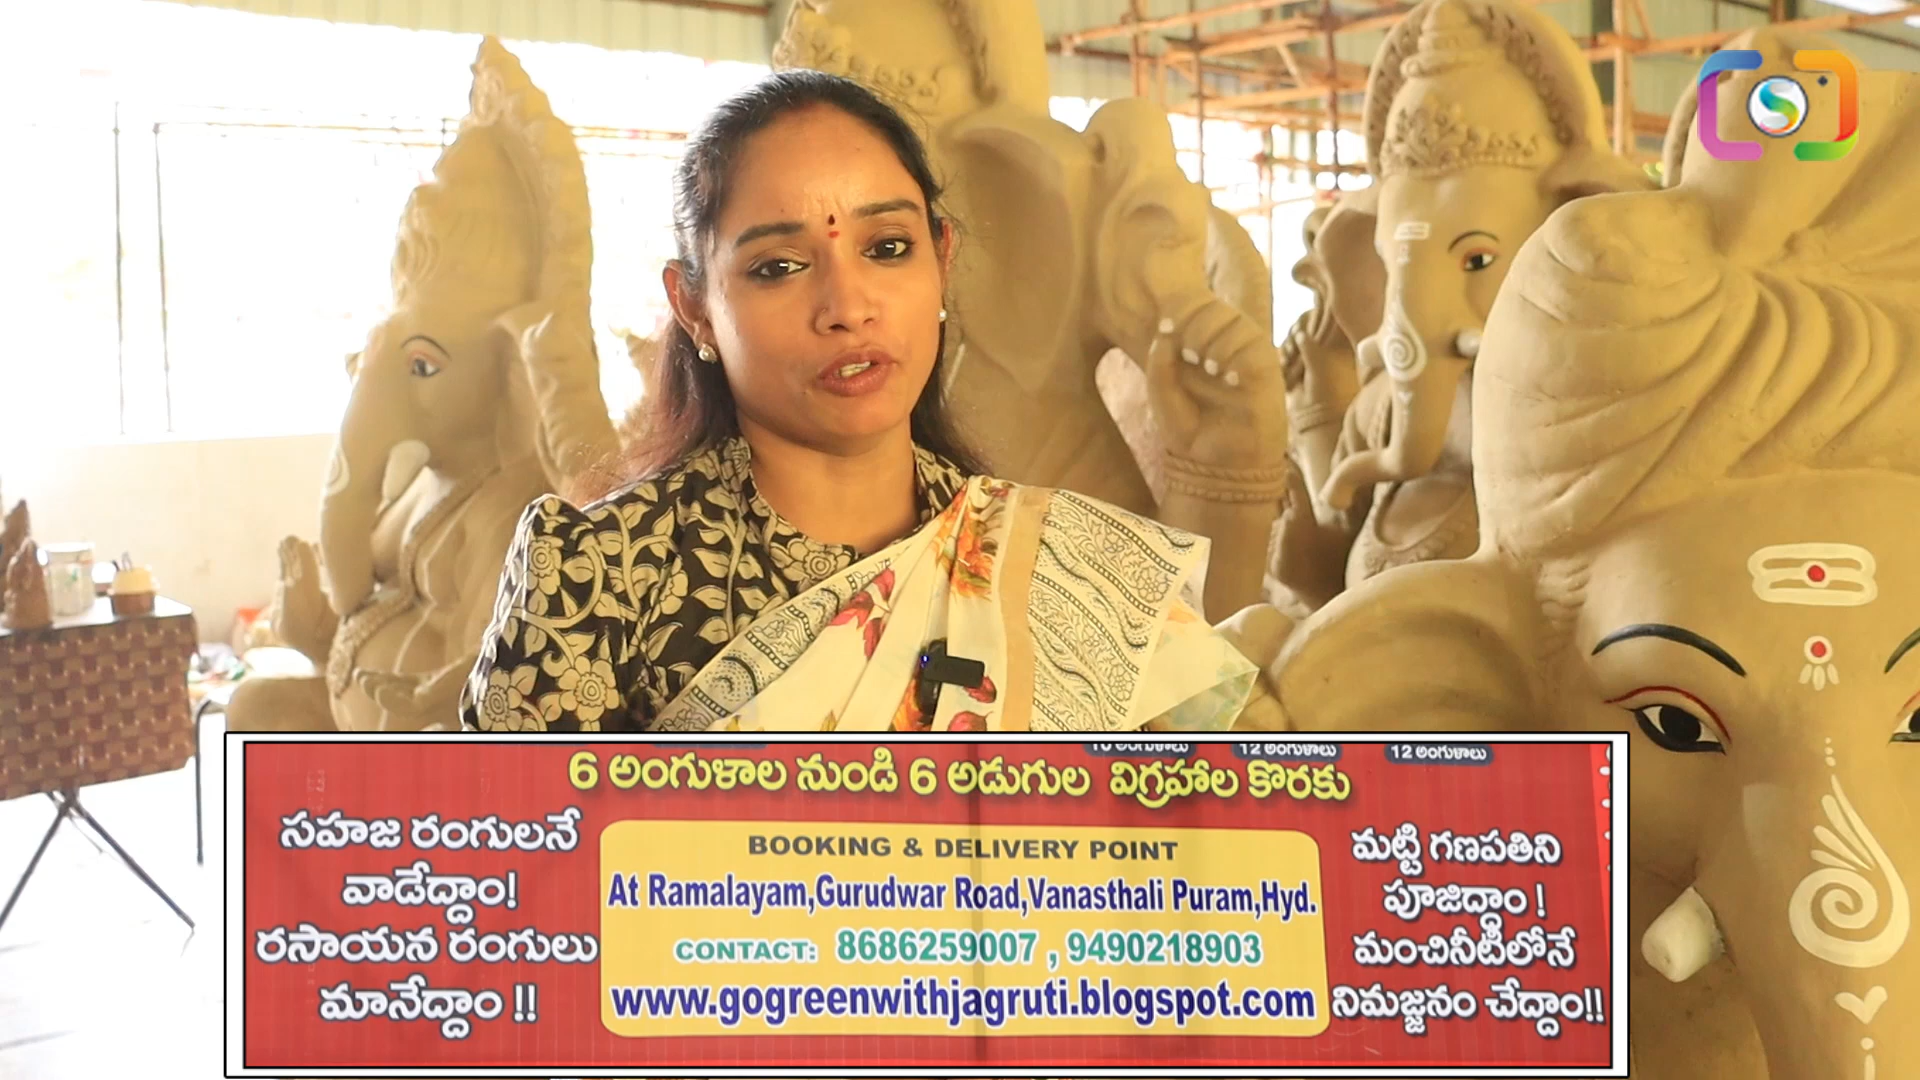 10 అంగుళాలు 12 అంగుళాలు 12 అంగుళాలు
6 అంగుళాల నుండి 6 అడుగుల విగ్రహాల కొరకు
సహజ రంగులనే
వాడేద్దాం!
రసాయన రంగులు
మానేద్దాం !!
BOOKING & DELIVERY POINT
At Ramalayam,Gurudwar Road,Vanasthali Puram,Hyd.
CONTACT: 8686259007 , 9490218903
www.gogreenwithjagruti.blogspot.com
మట్టి గణపతిని
పూజిద్దాం !
మంచినీటిలోనే
నిమజ్జనం చేద్దాం!!